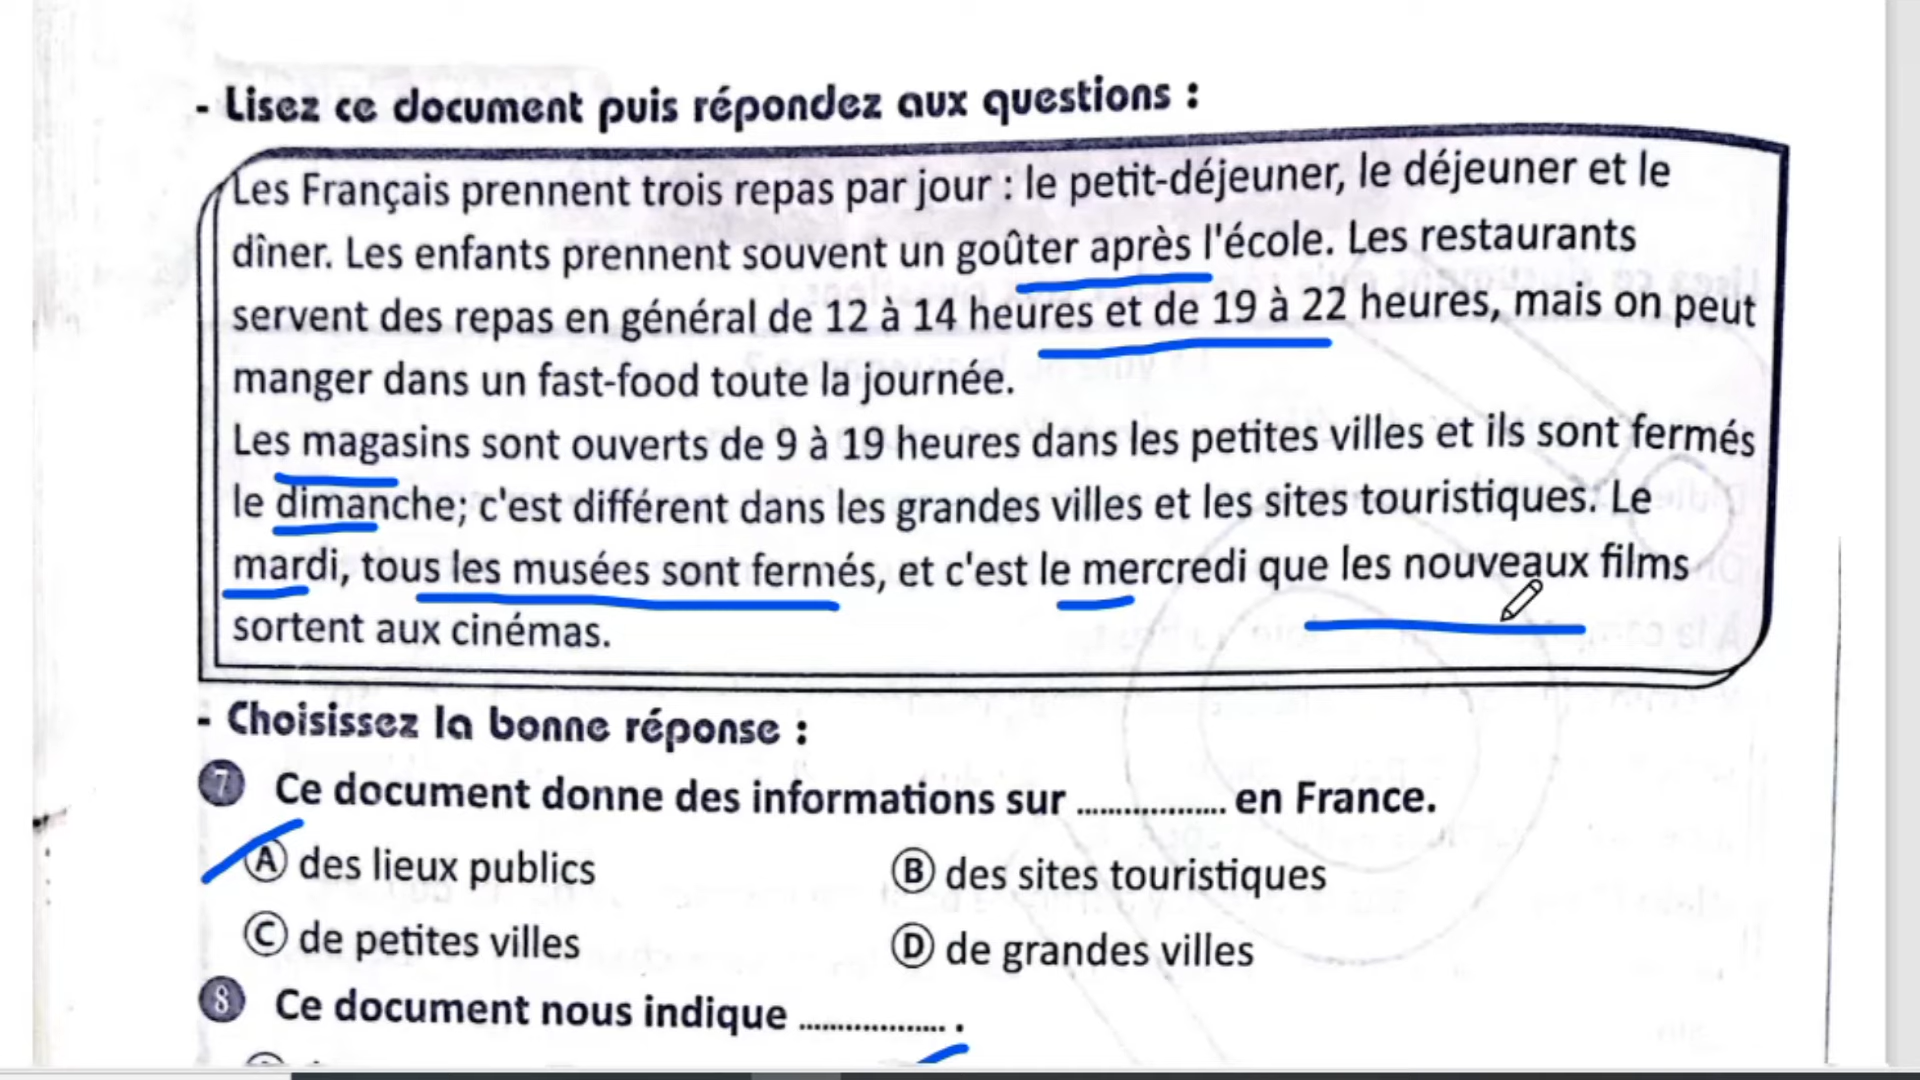 - Lisez ce document puis répondez aux questions :
Les Français prennent trois repas par jour : le petit-déjeuner, le déjeuner et le
dîner. Les enfants prennent souvent un goûter après l'école. Les restaurants
servent des repas en général de 12 à 14 heures et de 19 à 22 heures, mais on peut
manger dans un fast-food toute la journée.
Les magasins sont ouverts de 9 à 19 heures dans les petites villes et ils sont fermés
le dimanche; c'est différent dans les grandes villes et les sites touristiques. Le
mardi, tous les musées sont fermés, et c'est le mercredi que les nouveaux films
sortent aux cinémas.
- Choisissez la bonne réponse :
7 Ce document donne des informations sur .................. en France.
A des lieux publics
B des sites touristiques
C de petites villes
D de grandes villes
8 Ce document nous indique .................. .